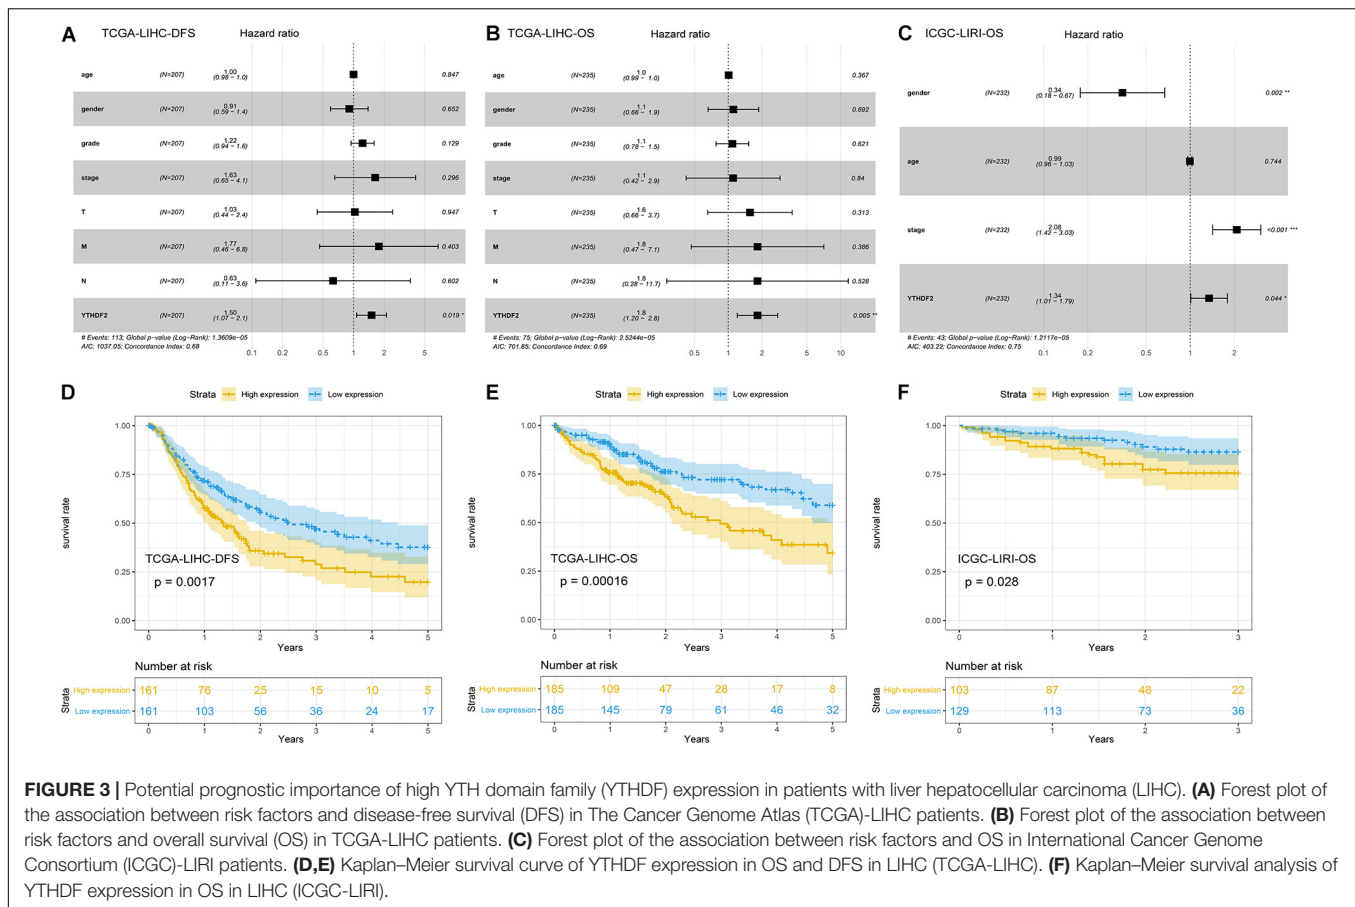 A TCGA-LIHC-DFS Hazard ratio
age (N=207) 1.00 (0.98 − 1.0) 0.847
gender (N=207) 0.91 (0.59 − 1.4) 0.652
grade (N=207) 1.22 (0.94 − 1.6) 0.129
stage (N=207) 1.63 (0.65 − 4.1) 0.296
T (N=207) 1.03 (0.44 − 2.4) 0.947
M (N=207) 1.77 (0.46 − 6.8) 0.403
N (N=207) 0.63 (0.11 − 3.6) 0.602
YTHDF2 (N=207) 1.50 (1.07 − 2.1) 0.019 *
# Events: 113; Global p−value (Log−Rank): 1.3609e−05
AIC: 1037.05; Concordance Index: 0.68
0.1 0.5 1 5
B TCGA-LIHC-OS Hazard ratio
age (N=235) 1.0 (0.99 − 1.0) 0.367
gender (N=235) 1.1 (0.66 − 1.9) 0.692
grade (N=235) 1.1 (0.78 − 1.5) 0.621
stage (N=235) 1.1 (0.42 − 2.9) 0.84
T (N=235) 1.6 (0.66 − 3.7) 0.313
M (N=235) 1.8 (0.47 − 7.1) 0.386
N (N=235) 1.8 (0.28 − 11.7) 0.528
YTHDF2 (N=235) 1.8 (1.20 − 2.8) 0.005 **
# Events: 75; Global p−value (Log−Rank): 2.5244e−05
AIC: 701.85; Concordance Index: 0.69
0.1 0.5 1 5 10
C ICGC-LIRI-OS Hazard ratio
gender (N=232) 0.34 (0.18 − 0.67) 0.002 **
age (N=232) 0.99 (0.96 − 1.03) 0.744
stage (N=232) 2.08 (1.42 − 3.03) <0.001 ***
YTHDF2 (N=232) 1.34 (1.01 − 1.79) 0.044 *
# Events: 43; Global p−value (Log−Rank): 1.2117e−05
AIC: 403.22; Concordance Index: 0.75
0.1 0.5 1 2
D Strata High expression Low expression
survival rate
1.00
0.75
0.50
0.25
0.00
TCGA-LIHC-DFS
p = 0.0017
0 1 2 3 4 5
Years
Number at risk
Strata
High expression 161 76 25 15 10 5
Low expression 161 103 56 36 24 17
0 1 2 3 4 5
Years
E Strata High expression Low expression
survival rate
1.00
0.75
0.50
0.25
0.00
TCGA-LIHC-OS
p = 0.00016
0 1 2 3 4 5
Years
Number at risk
Strata
High expression 185 109 47 28 17 8
Low expression 185 145 79 61 46 32
0 1 2 3 4 5
Years
F Strata High expression Low expression
survival rate
1.00
0.75
0.50
0.25
0.00
ICGC-LIRI-OS
p = 0.028
0 1 2 3
Years
Number at risk
Strata
High expression 103 87 48 22
Low expression 129 113 73 36
0 1 2 3
Years
FIGURE 3 | Potential prognostic importance of high YTH domain family (YTHDF) expression in patients with liver hepatocellular carcinoma (LIHC). (A) Forest plot of
the association between risk factors and disease-free survival (DFS) in The Cancer Genome Atlas (TCGA)-LIHC patients. (B) Forest plot of the association between
risk factors and overall survival (OS) in TCGA-LIHC patients. (C) Forest plot of the association between risk factors and OS in International Cancer Genome
Consortium (ICGC)-LIRI patients. (D,E) Kaplan–Meier survival curve of YTHDF expression in OS and DFS in LIHC (TCGA-LIHC). (F) Kaplan–Meier survival analysis of
YTHDF expression in OS in LIHC (ICGC-LIRI).